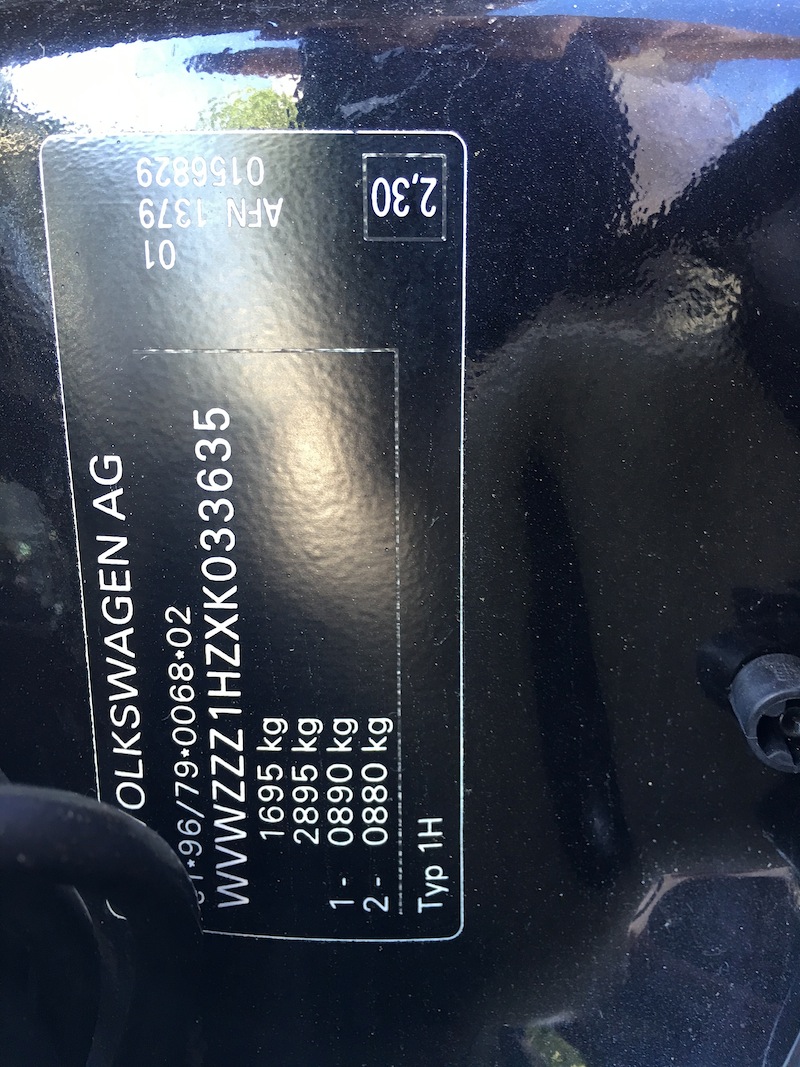 OLKSWAGEN AG
1*96/79*0068*02
WVWZZZ1HZXK033635
1695 kg
2895 kg
1 - 0890 kg
2 - 0880 kg
Typ 1H
01
AFN 1379
0156829
2,30